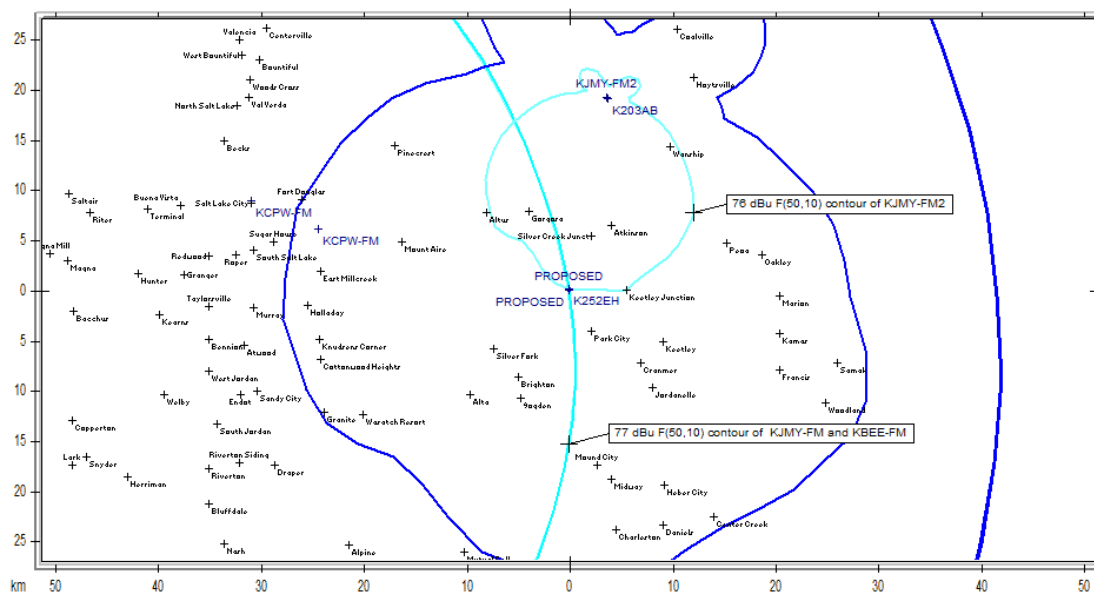 Valencia
Centerville
Coalville
25
West Bountiful
Bountiful
KJMY-FM2
Woods Cross
20
North Salt Lake
Val Verda
K203AB
15
Becks
Pinecrest
Wanship
Fort Douglas
10
Saltair
Buena Vista
Salt Lake City
76 dBu F(50,10) contour of KJMY-FM2
Riter
Terminal
KCPW-FM
Altus
Gorgoza
Atkinson
KCPW-FM
Sugar House
Silver Creek Junct
5
Mount Aire
Peoa
Magna
Redwood
Roper
South Salt Lake
Oakley
Hunter
Granger
East Millcreek
PROPOSED
0
Taylorsville
PROPOSED
K252EH
Keetley Junction
Marion
Bacchus
Kearns
Murray
Holladay
Park City
Kamas
5
Bennion
Atwood
Knudsens Corner
Silver Fork
Keetley
Cottonwood Heights
Cranmer
Samak
West Jordan
Brighton
Francis
10
Welby
Endot
Sandy City
Alta
Jordanelle
Woodland
Copperton
South Jordan
Granite
Wasatch Resort
77 dBu F(50,10) contour of KJMY-FM and KBEE-FM
15
Lark
Snyder
Riverton Siding
Mound City
Riverton
Draper
Herriman
Midway
Heber City
20
Bluffdale
Center Creek
Charleston
Daniels
25
Nash
Alpine
km
50
40
30
20
10
0
10
20
30
40
50